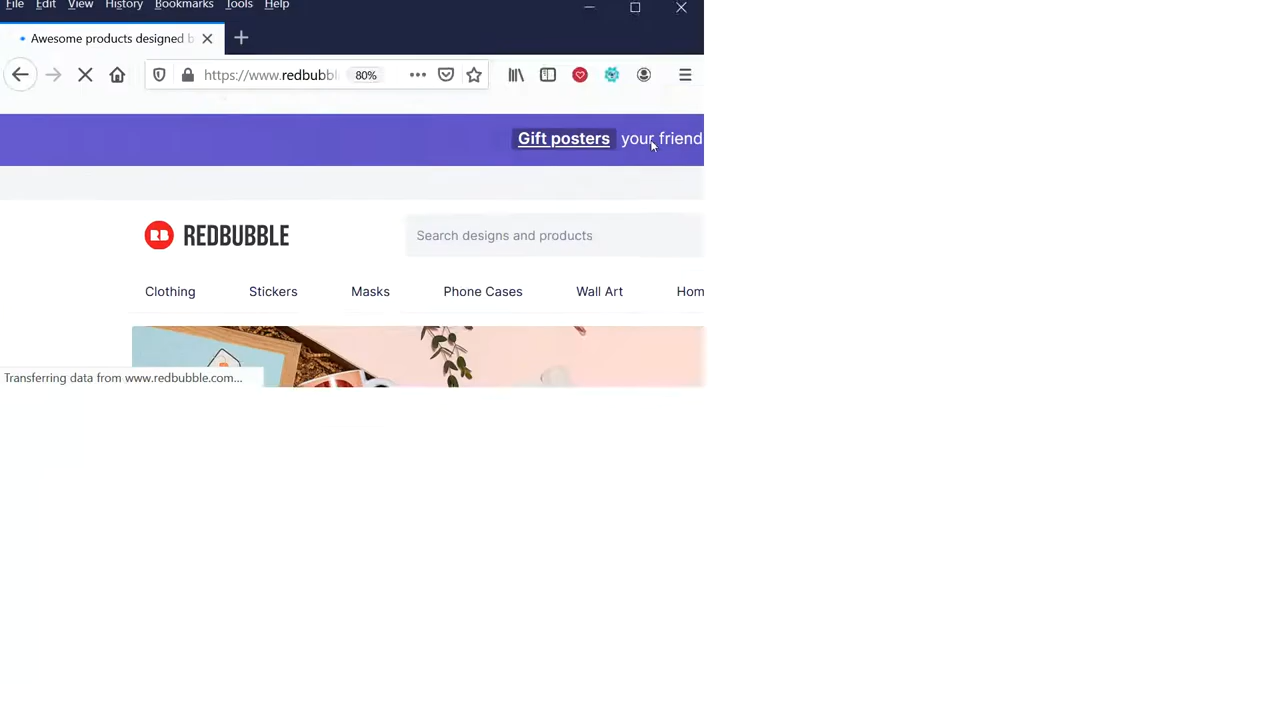 File Edit View History Bookmarks Tools Help
Awesome products designed b
https://www.redbubbl 80%
Gift posters your friend
RB REDBUBBLE
Search designs and products
Clothing Stickers Masks Phone Cases Wall Art Hom
Transferring data from www.redbubble.com...